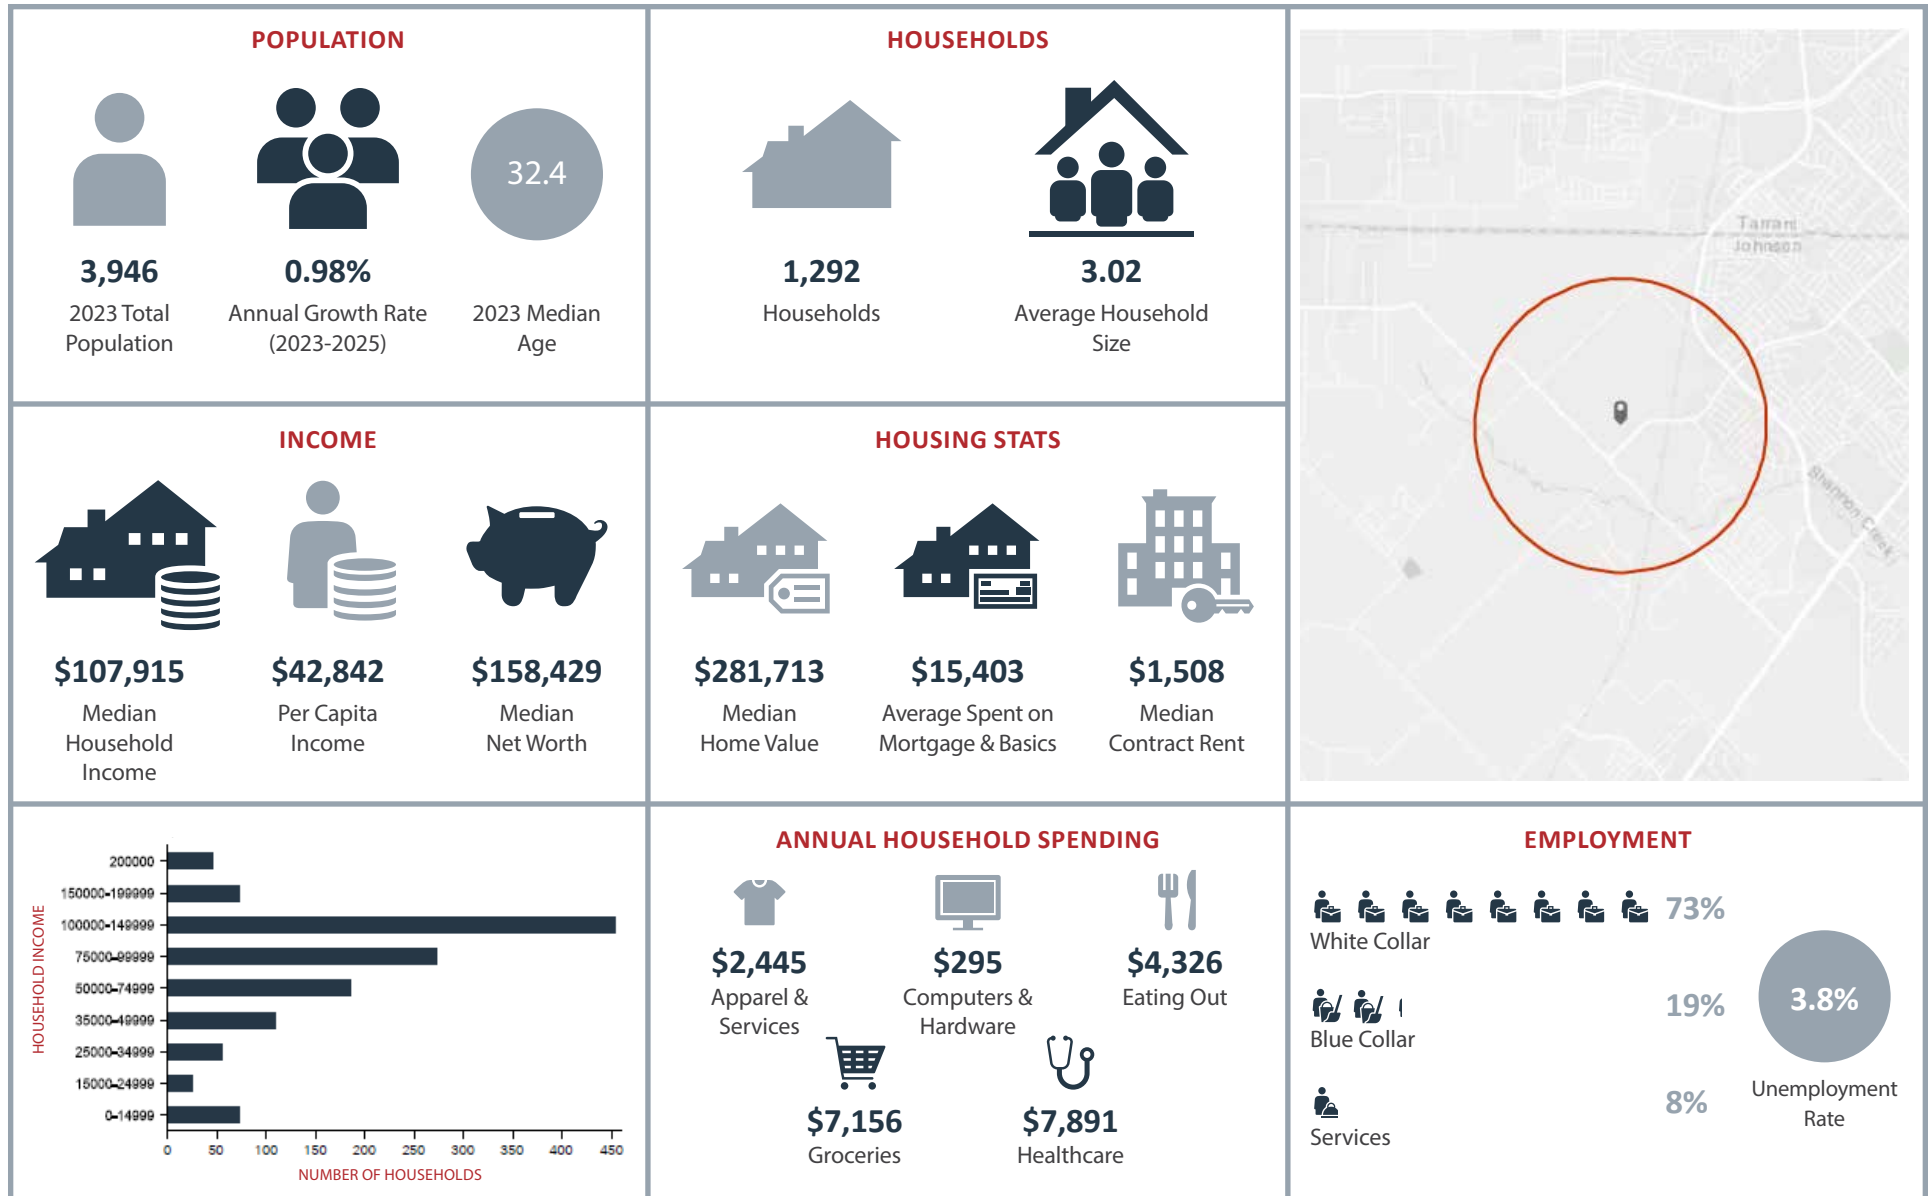 POPULATION
32.4
3,946
0.98%
2023 Total
Population
Annual Growth Rate
(2023-2025)
2023 Median
Age
HOUSEHOLDS
1,292
3.02
Households
Average Household
Size
Tarrant
Johnson
Shannon Creek
INCOME
$107,915
$42,842
$158,429
Median
Household
Income
Per Capita
Income
Median
Net Worth
HOUSING STATS
$281,713
$15,403
$1,508
Median
Home Value
Average Spent on
Mortgage & Basics
Median
Contract Rent
HOUSEHOLD INCOME
200000
150000-199999
100000-149999
75000-99999
50000-74999
35000-49999
25000-34999
15000-24999
0-14999
0 50 100 150 200 250 300 350 400 450
NUMBER OF HOUSEHOLDS
ANNUAL HOUSEHOLD SPENDING
$2,445
$295
$4,326
Apparel &
Services
Computers &
Hardware
Eating Out
$7,156
$7,891
Groceries
Healthcare
EMPLOYMENT
73%
White Collar
19%
Blue Collar
8%
Services
3.8%
Unemployment
Rate